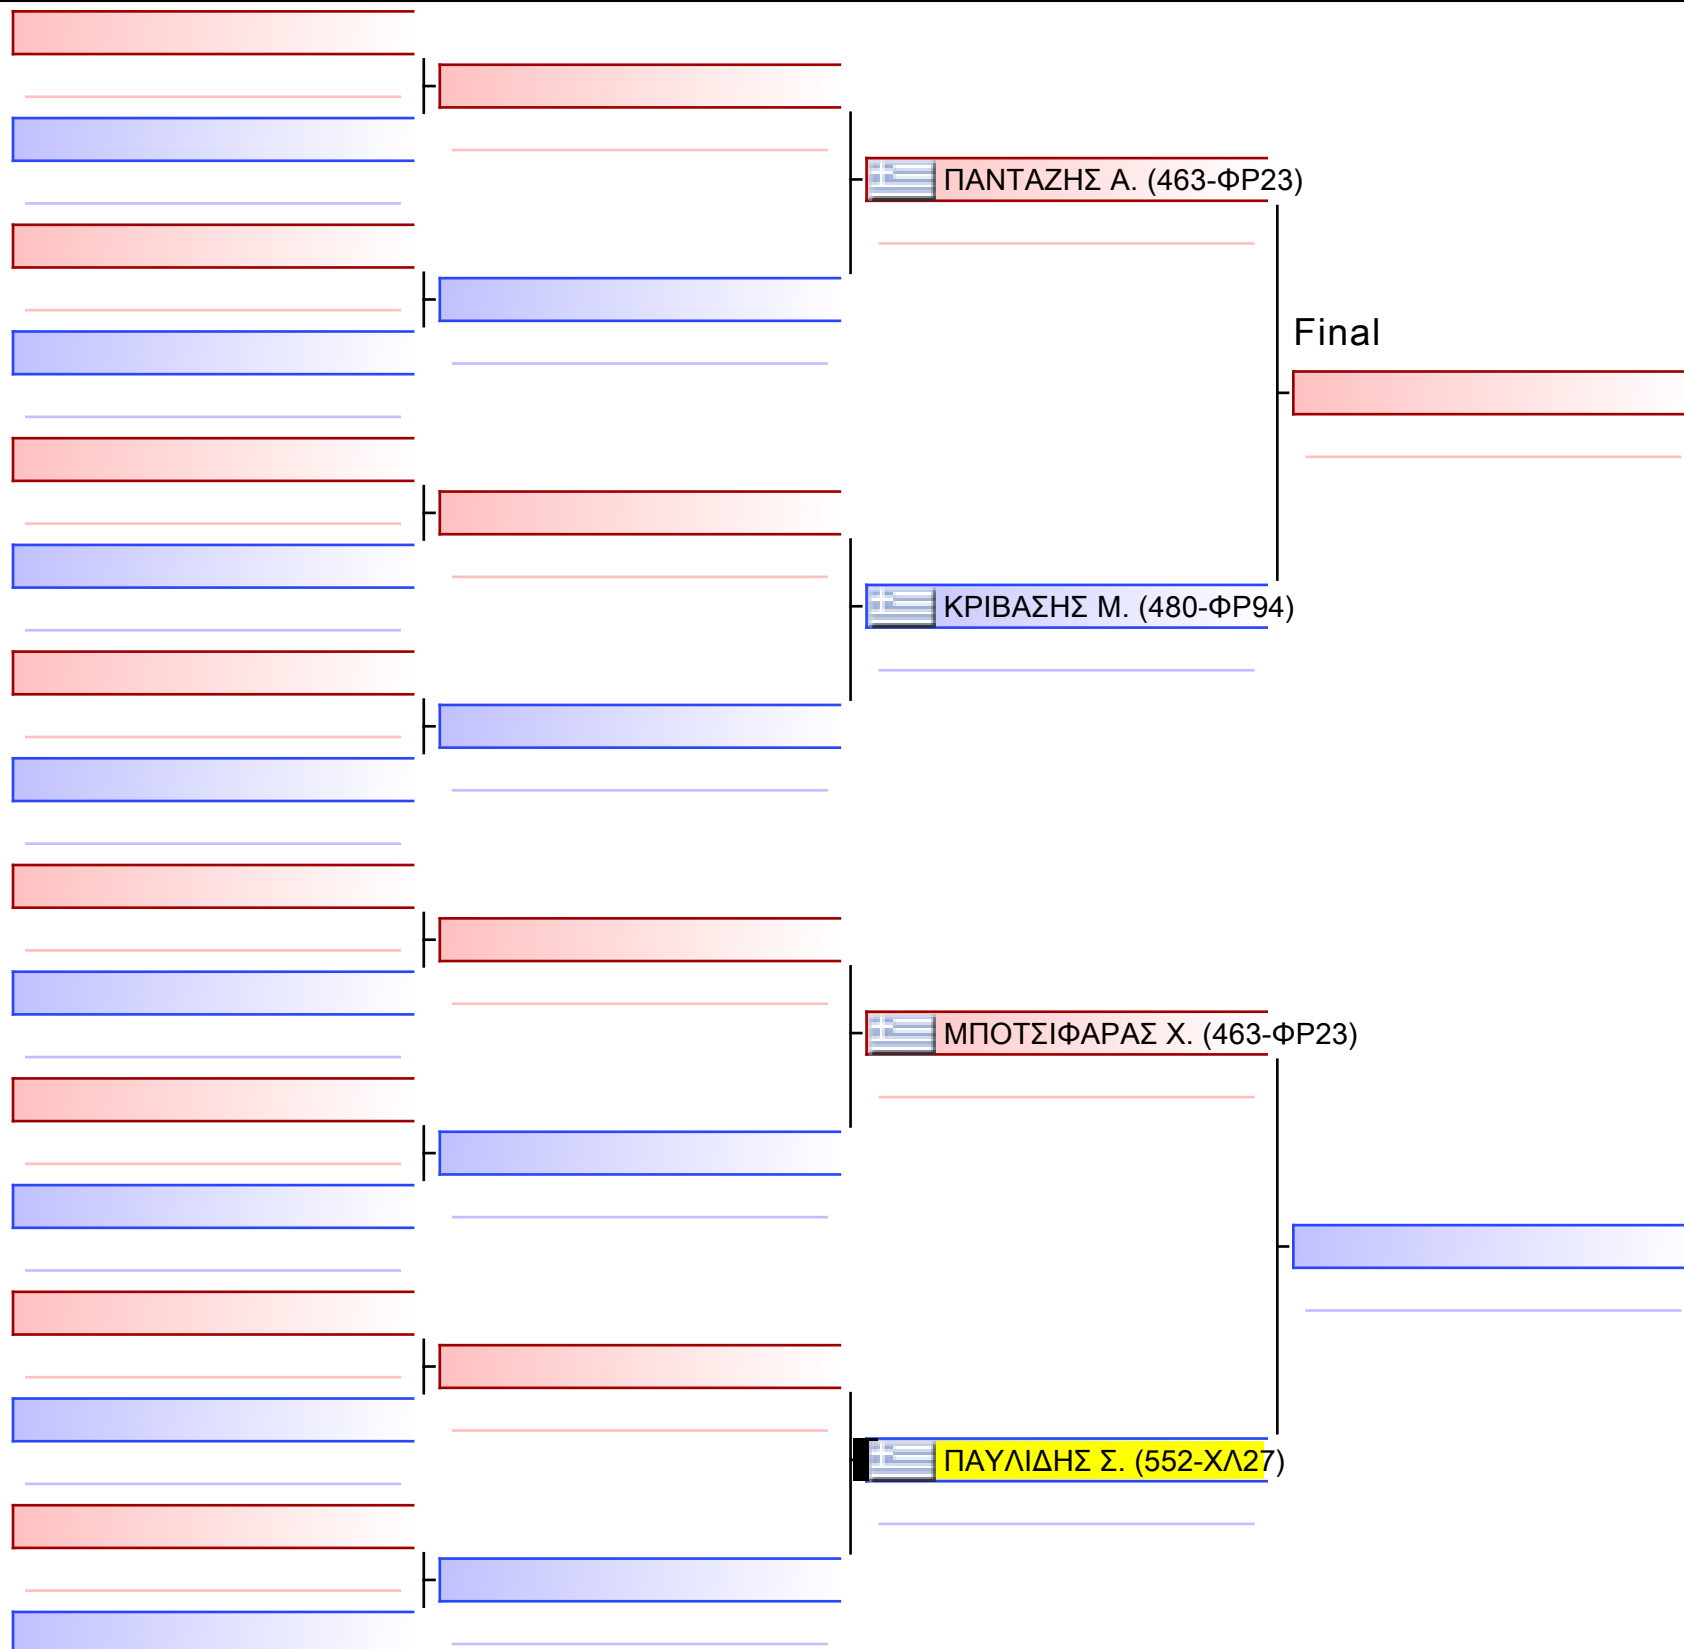 ΠΑΝΤΑΖΗΣ Α. (463-ΦΡ23)
Final
ΚΡΙΒΑΣΗΣ Μ. (480-ΦΡ94)
ΜΠΟΤΣΙΦΑΡΑΣ Χ. (463-ΦΡ23)
ΠΑΥΛΙΔΗΣ Σ. (552-ΧΛ27)